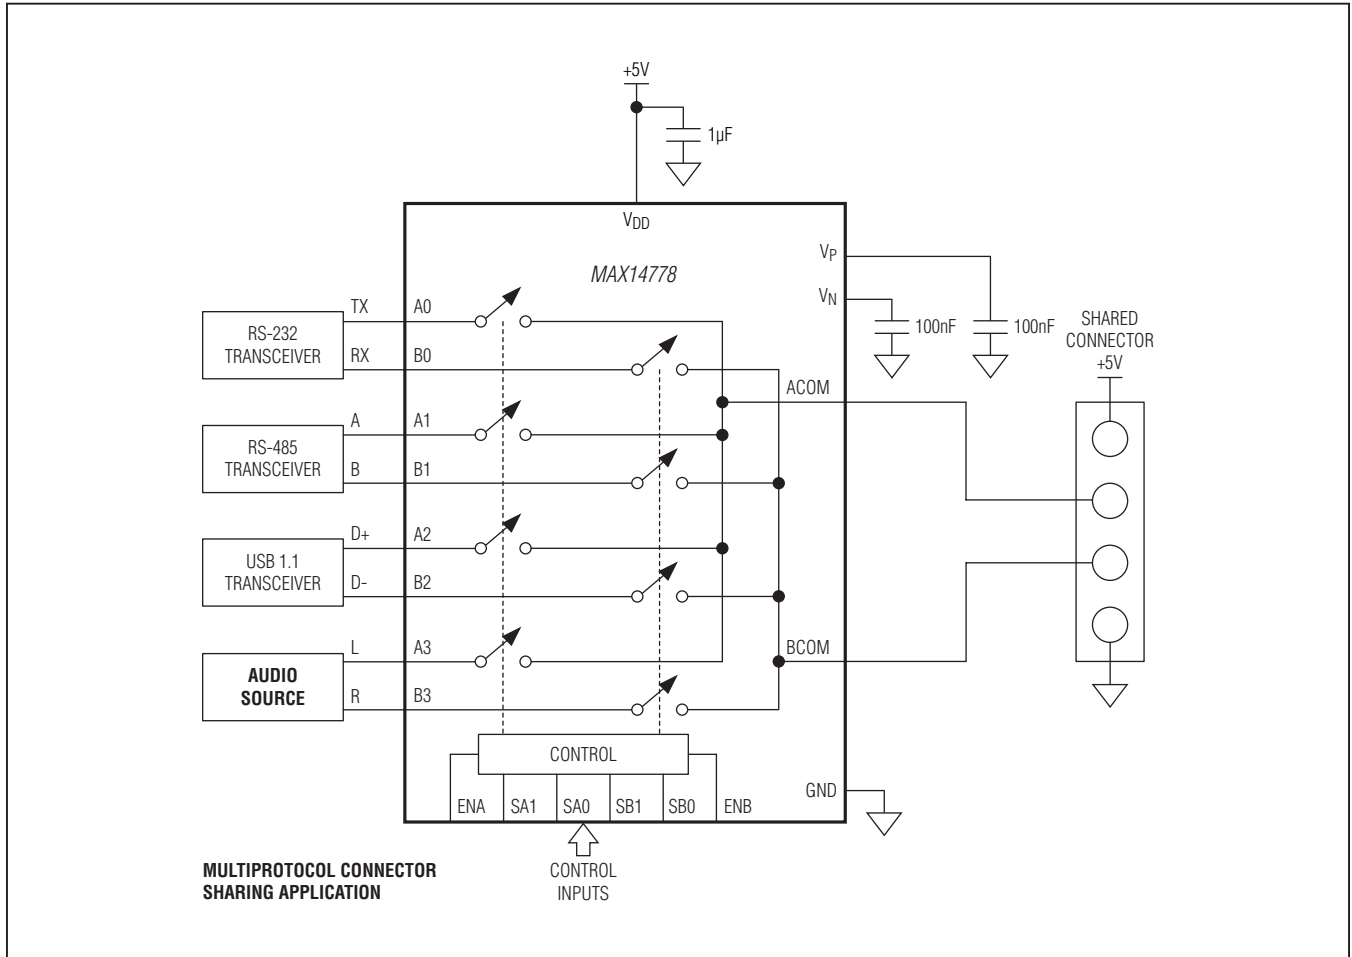 +5V
1µF
VDD
MAX14778
VP
VN
100nF
100nF
SHARED
CONNECTOR
+5V
RS-232
TRANSCEIVER
TX
A0
RX
B0
ACOM
RS-485
TRANSCEIVER
A
A1
B
B1
USB 1.1
TRANSCEIVER
D+
A2
D-
B2
AUDIO
SOURCE
L
A3
R
B3
BCOM
CONTROL
ENA
SA1
SA0
SB1
SB0
ENB
GND
CONTROL
INPUTS
MULTIPROTOCOL CONNECTOR
SHARING APPLICATION